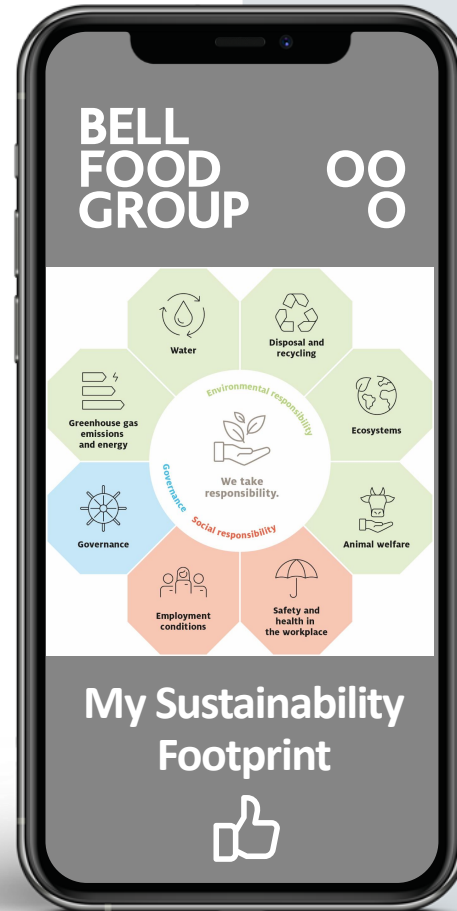 BELL
FOOD
GROUP
Water
Disposal and
recycling
Greenhouse gas
emissions
and energy
Environmental responsibility
Ecosystems
We take
responsibility.
Governance
Governance
Social responsibility
Animal welfare
Employment
conditions
Safety and
health in
the workplace
My Sustainability
Footprint